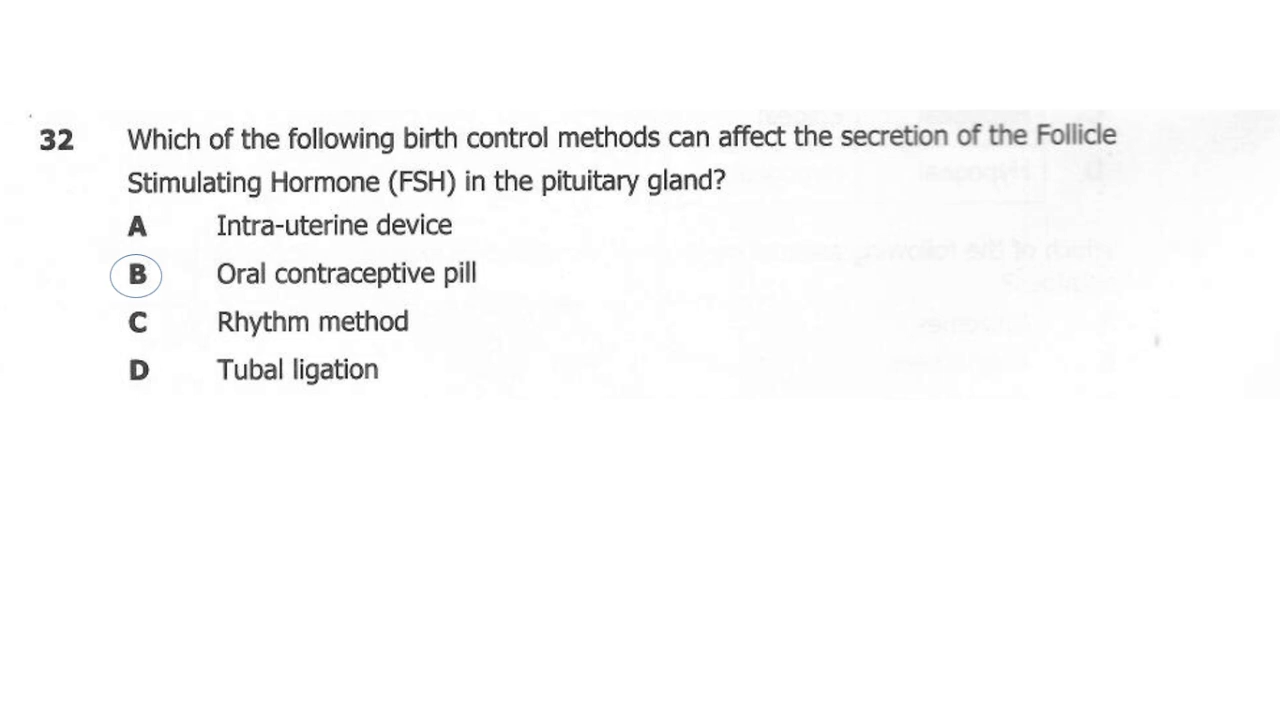 32 Which of the following birth control methods can affect the secretion of the Follicle
Stimulating Hormone (FSH) in the pituitary gland?
A Intra-uterine device
B Oral contraceptive pill
C Rhythm method
D Tubal ligation